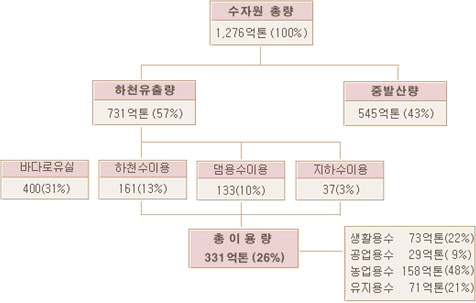 수자원 총량
1,276억톤(100%)
하천유출량
731억톤(57%)
중발산량
545억톤(43%)
바다로유실
400(31%)
하천수이용
161(13%)
댐용수이용
133(10%)
지하수이용
37(3%)
총이용량
331억톤(26%)
생활용수 73억톤(22%)
공업용수 29억톤( 9%)
농업용수 158억톤(48%)
유지용수 71억톤(21%)